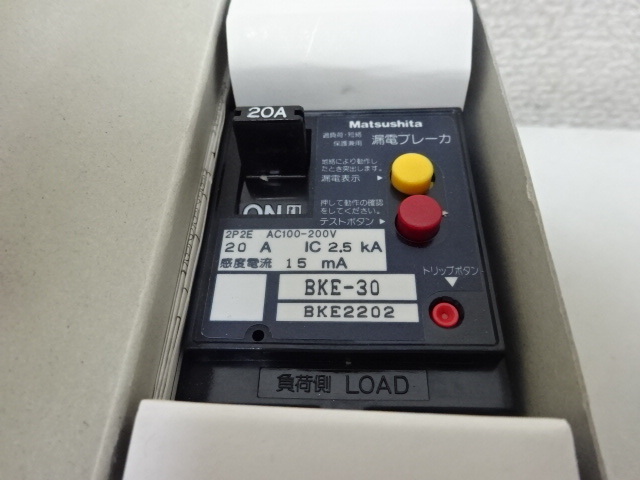 20A
Matsushita
過負荷・短絡
保護兼用 漏電ブレーカ
地絡により動作し
たとき突出します。
漏電表示 ▶
押して動作の確認
をしてください。
テストボタン ▶
ON
2P2E AC100-200V
20 A IC 2.5 kA
感度電流 15 mA
BKE-30
BKE2202
トリップボタン
負荷側 LOAD